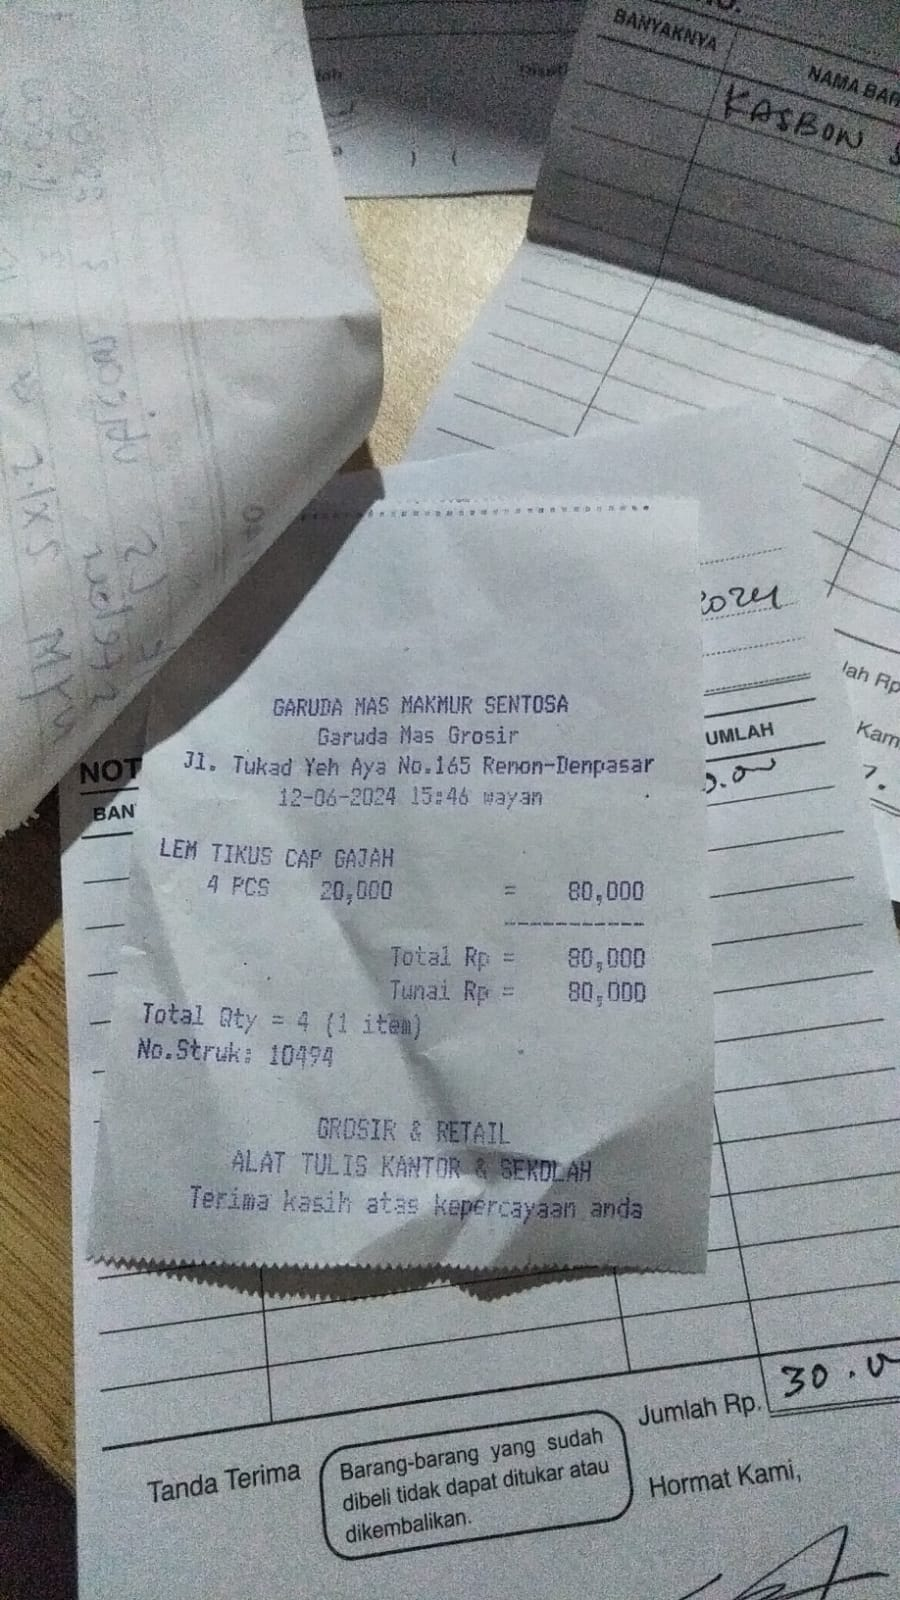 BANYAKNYA
NAMA BAR
KASBON
2024
lah Rp
UMLAH
Kam
NOT
BAN
GARUDA MAS MAKMUR SENTOSA
Garuda Mas Grosir
Jl. Tukad Yeh Aya No.165 Renon-Denpasar
12-06-2024 15:46 wayan
LEM TIKUS CAP GAJAH
4 PCS 20,000 = 80,000
-----------
Total Rp = 80,000
Tunai Rp = 80,000
Total Qty = 4 (1 item)
No.Struk: 10494
GROSIR & RETAIL
ALAT TULIS KANTOR & SEKOLAH
Terima kasih atas kepercayaan anda
Jumlah Rp. 30.
Tanda Terima
Barang-barang yang sudah
dibeli tidak dapat ditukar atau
dikembalikan.
Hormat Kami,